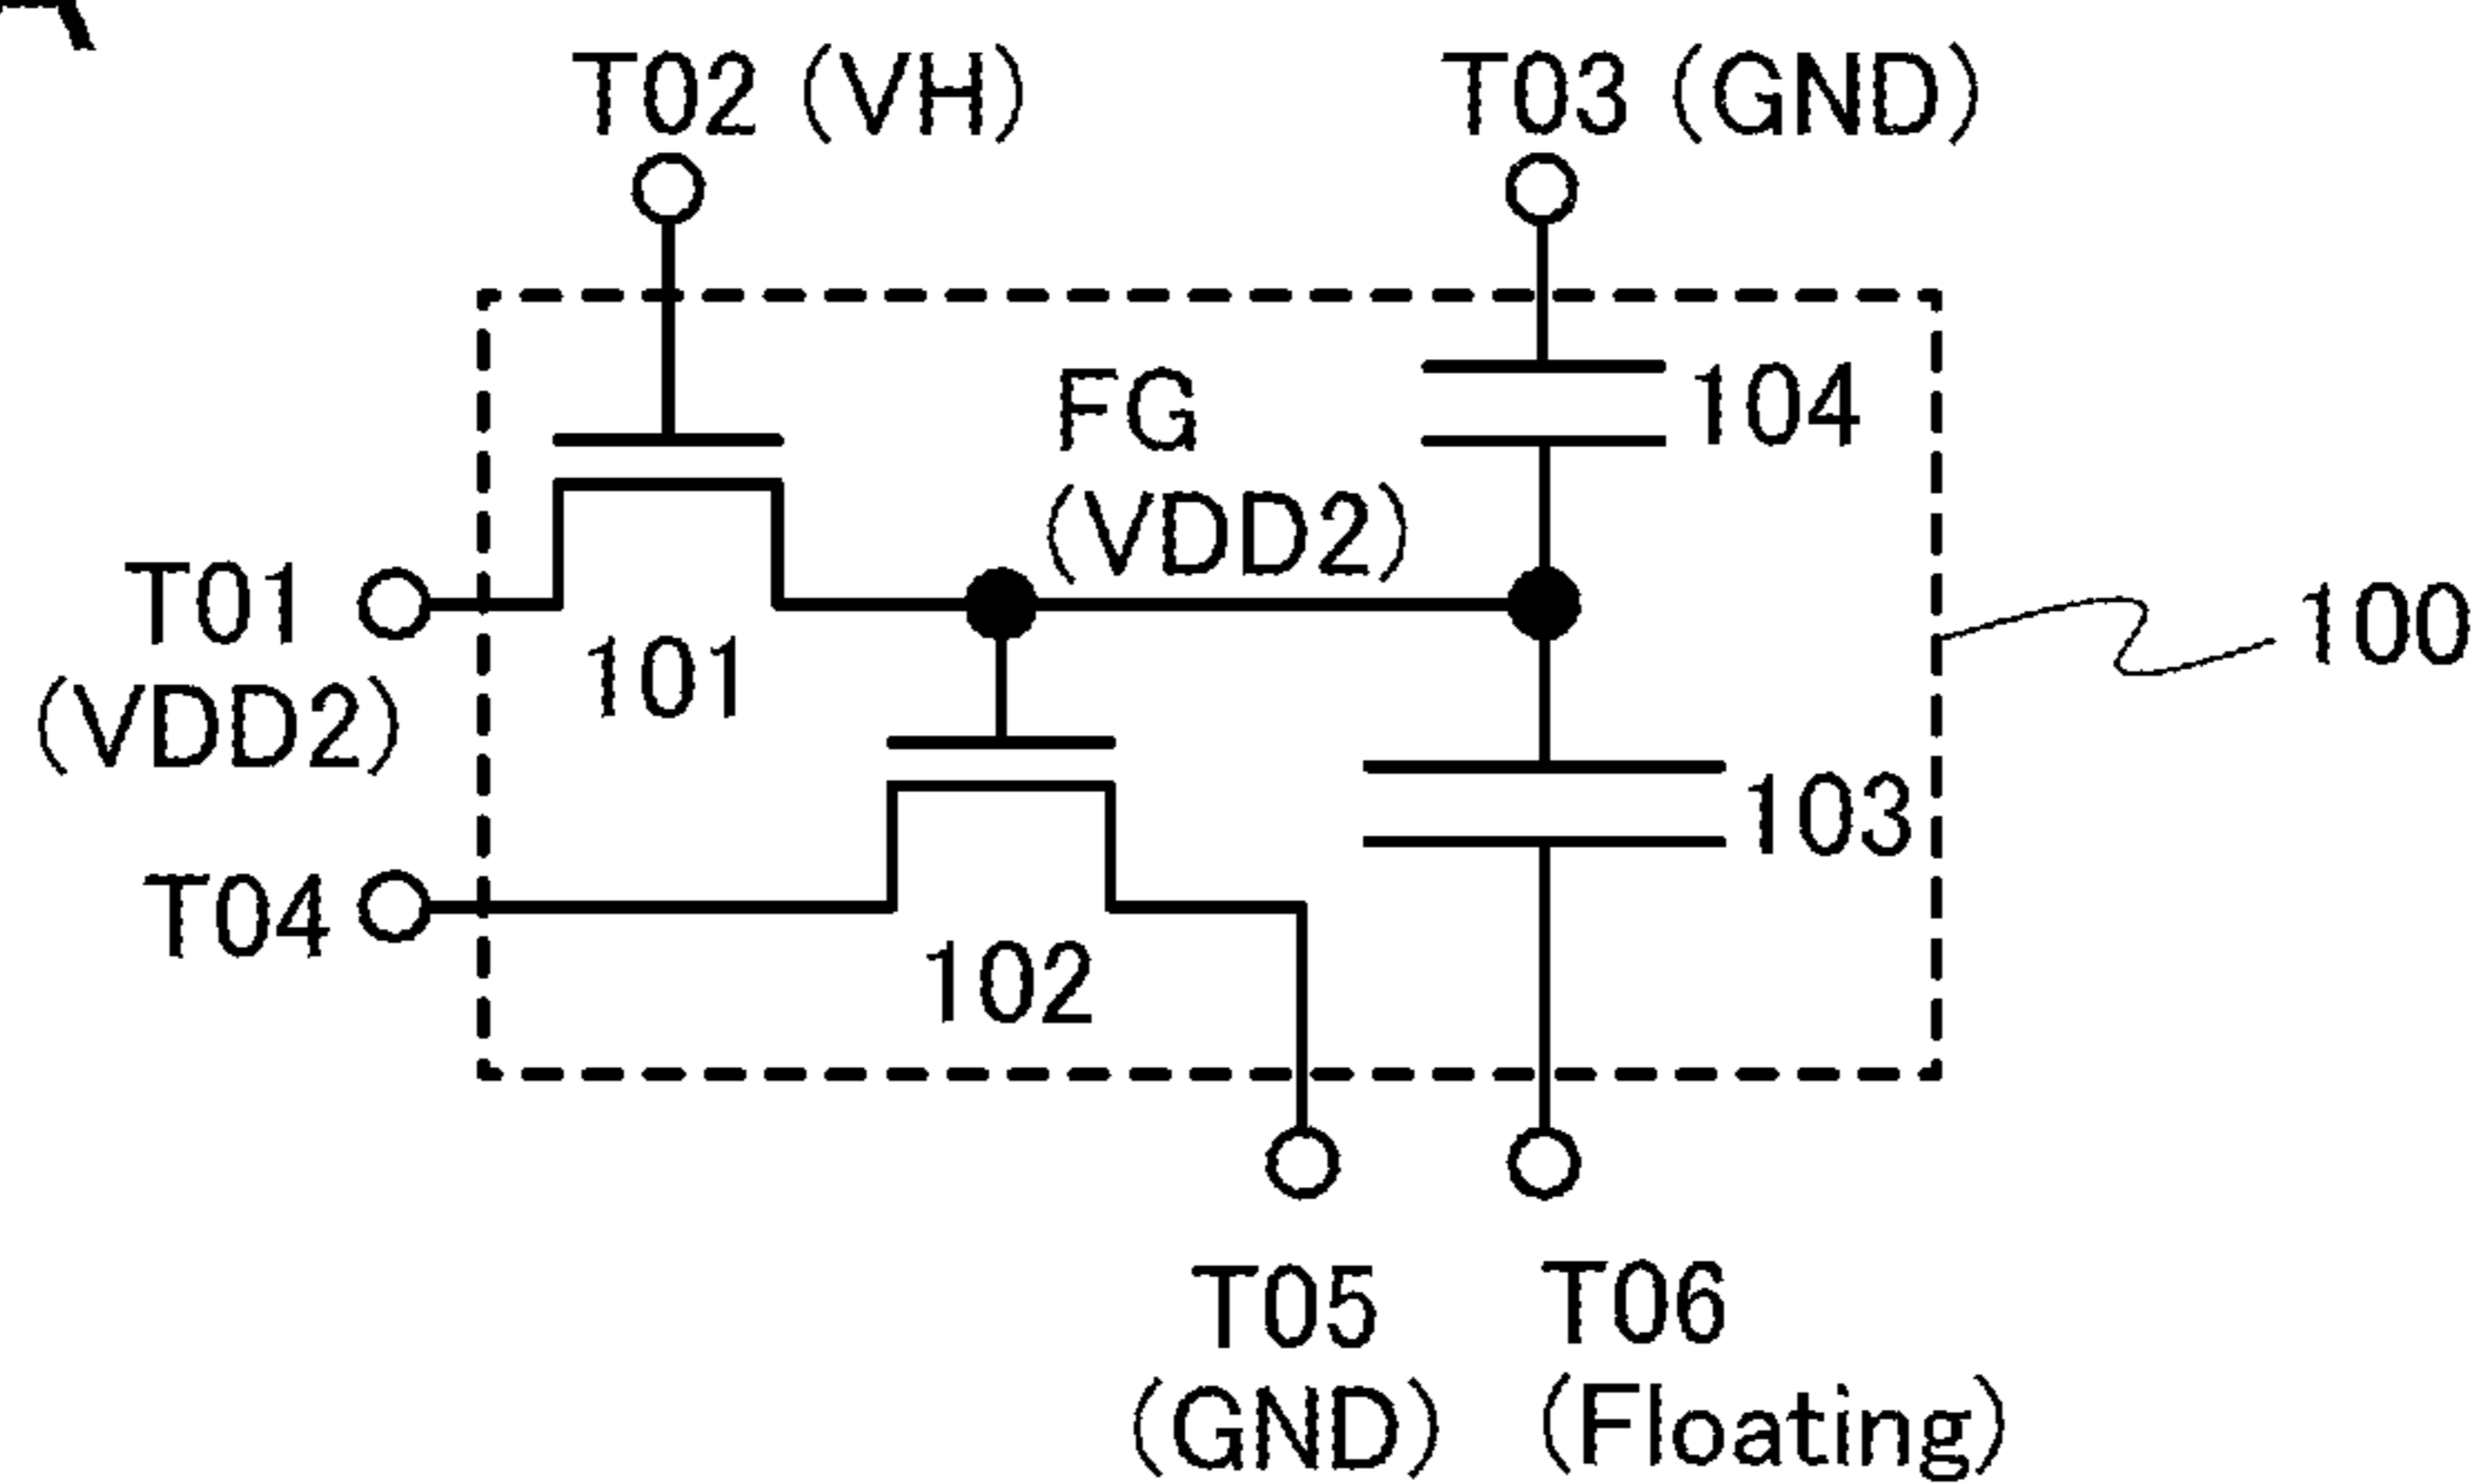 T02 (VH)
T03 (GND)
FG
(VDD2)
104
T01
(VDD2)
101
100
103
T04
102
T05
(GND)
T06
(Floating)